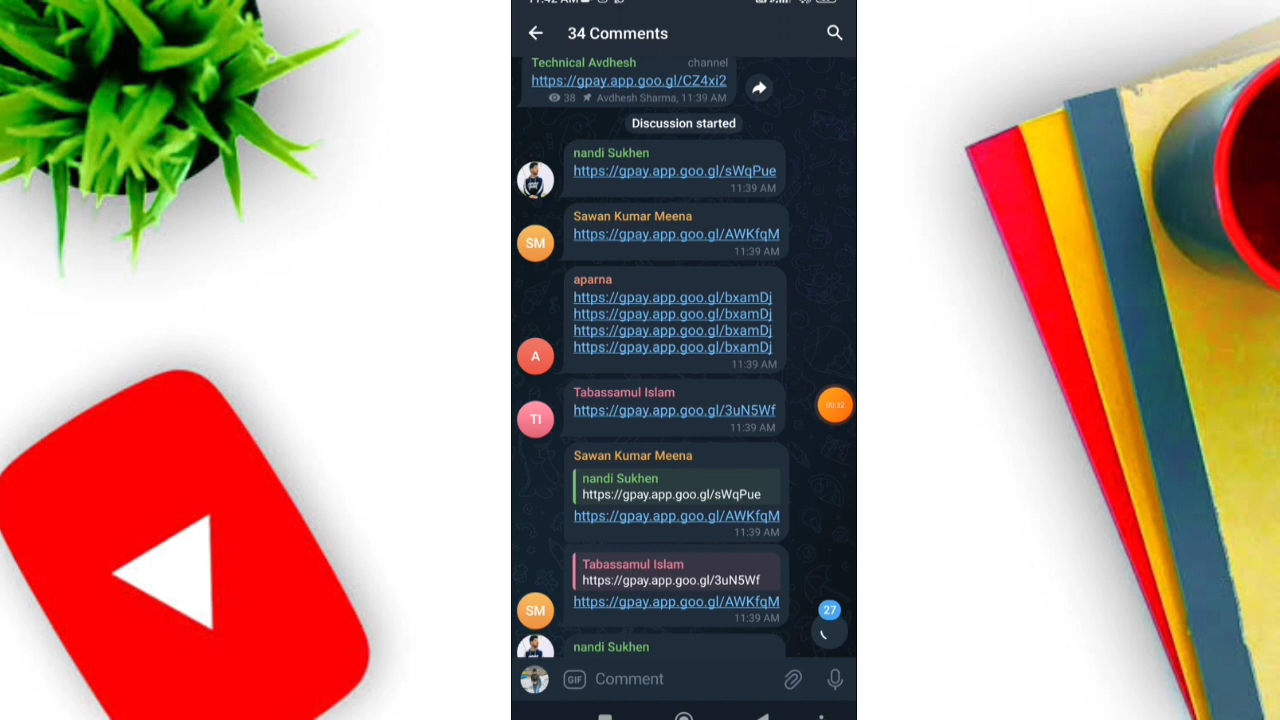 11:42 AM
34 Comments
Technical Avdhesh channel
https://gpay.app.goo.gl/CZ4xi2
38 Avdhesh Sharma, 11:39 AM
Discussion started
nandi Sukhen
https://gpay.app.goo.gl/sWqPue
11:39 AM
SM
Sawan Kumar Meena
https://gpay.app.goo.gl/AWKfqM
11:39 AM
aparna
https://gpay.app.goo.gl/bxamDj
https://gpay.app.goo.gl/bxamDj
https://gpay.app.goo.gl/bxamDj
https://gpay.app.goo.gl/bxamDj
A
11:39 AM
Tabassamul Islam
TI
https://gpay.app.goo.gl/3uN5Wf
11:39 AM
00:32
Sawan Kumar Meena
nandi Sukhen
https://gpay.app.goo.gl/sWqPue
https://gpay.app.goo.gl/AWKfqM
11:39 AM
Tabassamul Islam
https://gpay.app.goo.gl/3uN5Wf
SM
https://gpay.app.goo.gl/AWKfqM
11:39 AM
27
nandi Sukhen
GIF Comment